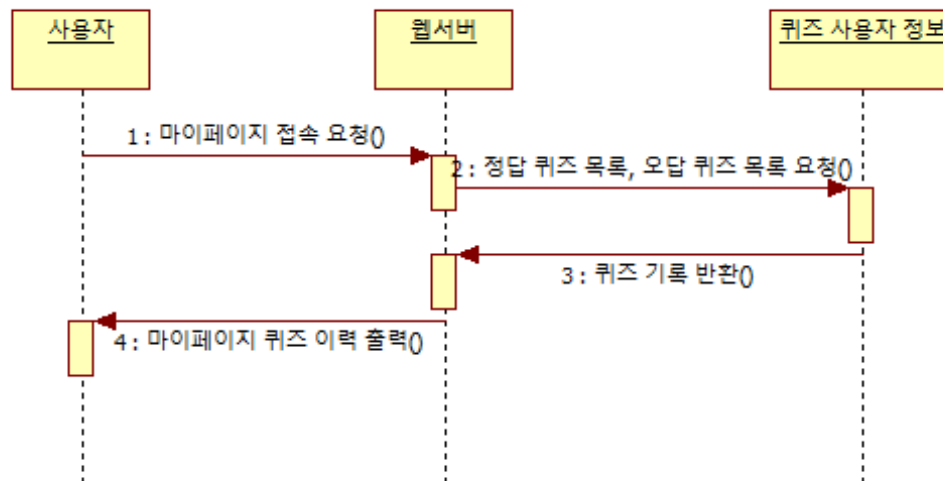 사용자
웹서버
퀴즈 사용자 정보
1 : 마이페이지 접속 요청()
2 : 정답 퀴즈 목록, 오답 퀴즈 목록 요청()
3 : 퀴즈 기록 반환()
4 : 마이페이지 퀴즈 이력 출력()